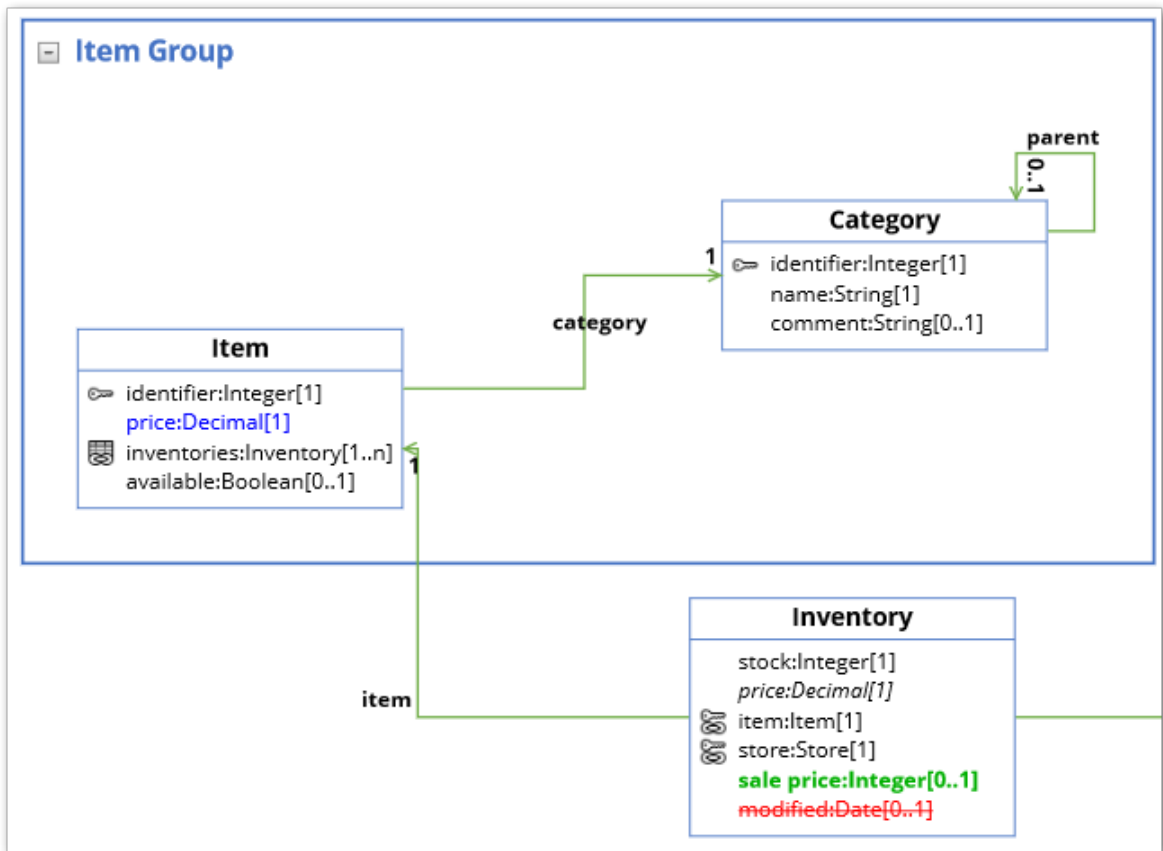 Item Group
parent
0..1
Category
1
identifier:Integer[1]
name:String[1]
comment:String[0..1]
category
Item
identifier:Integer[1]
price:Decimal[1]
inventories:Inventory[1..n]
1
available:Boolean[0..1]
Inventory
stock:Integer[1]
price:Decimal[1]
item
item:Item[1]
store:Store[1]
sale price:Integer[0..1]
modified:Date[0..1]